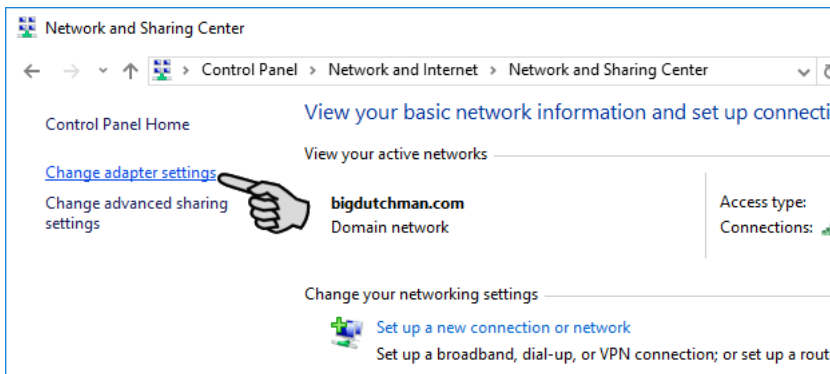 Network and Sharing Center
Control Panel > Network and Internet > Network and Sharing Center
Control Panel Home
Change adapter settings
Change advanced sharing
settings
View your basic network information and set up connecti
View your active networks
bigdutchman.com
Domain network
Access type:
Connections:
Change your networking settings
Set up a new connection or network
Set up a broadband, dial-up, or VPN connection; or set up a rout